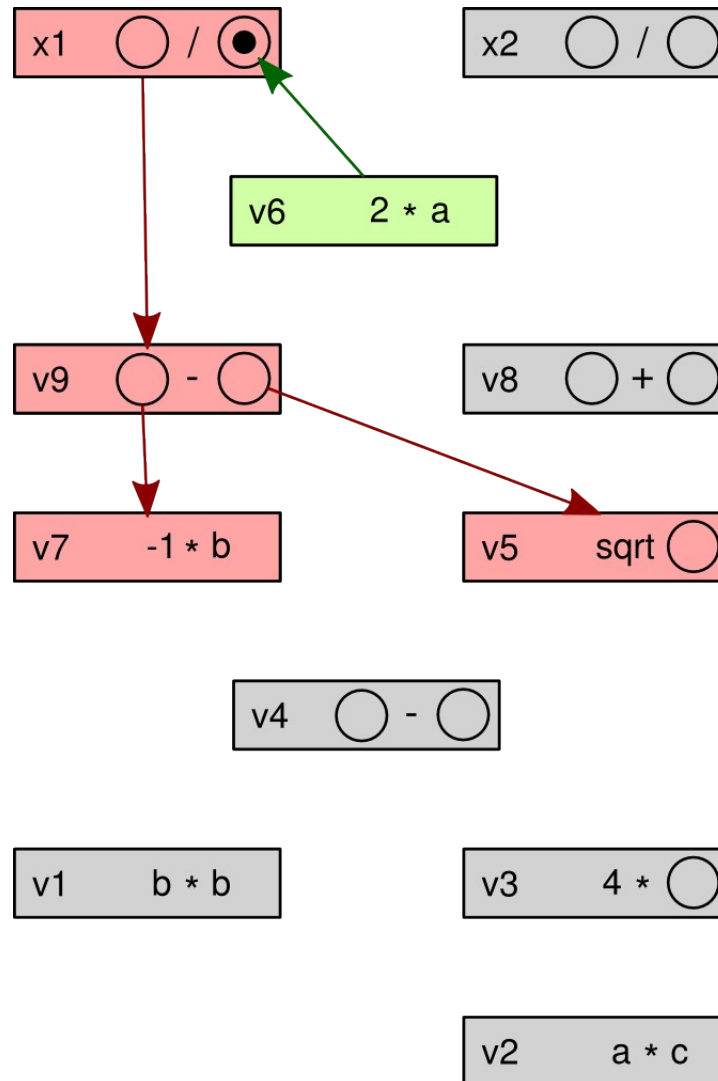 x1 / x2 /
v6 2 * a
v9 - v8 +
v7 -1 * b v5 sqrt
v4 -
v1 b * b v3 4 *
v2 a * c